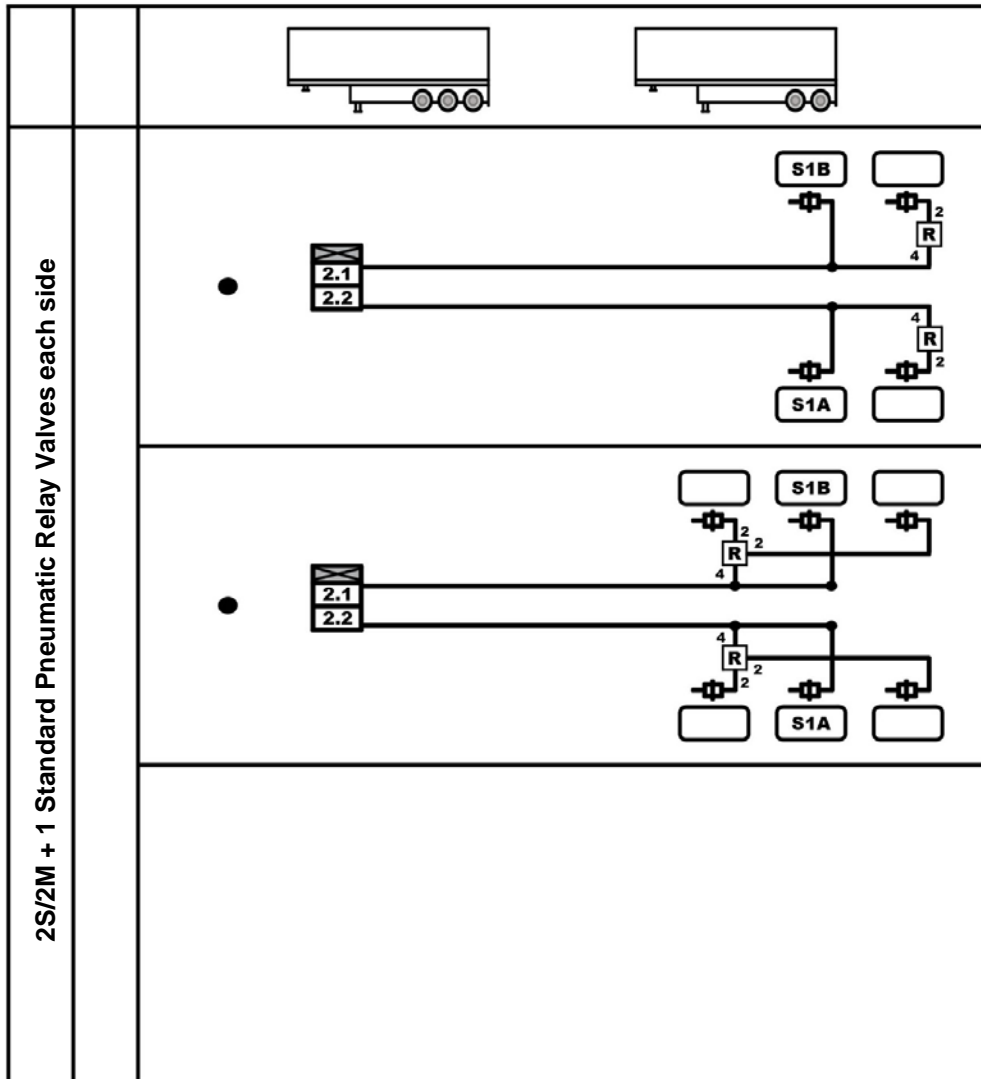 2S/2M + 1 Standard Pneumatic Relay Valves each side
S1B
2
R
4
2.1
2.2
4
R
2
S1A
S1B
2
R 2
4
2.1
2.2
4
R 2
2
S1A